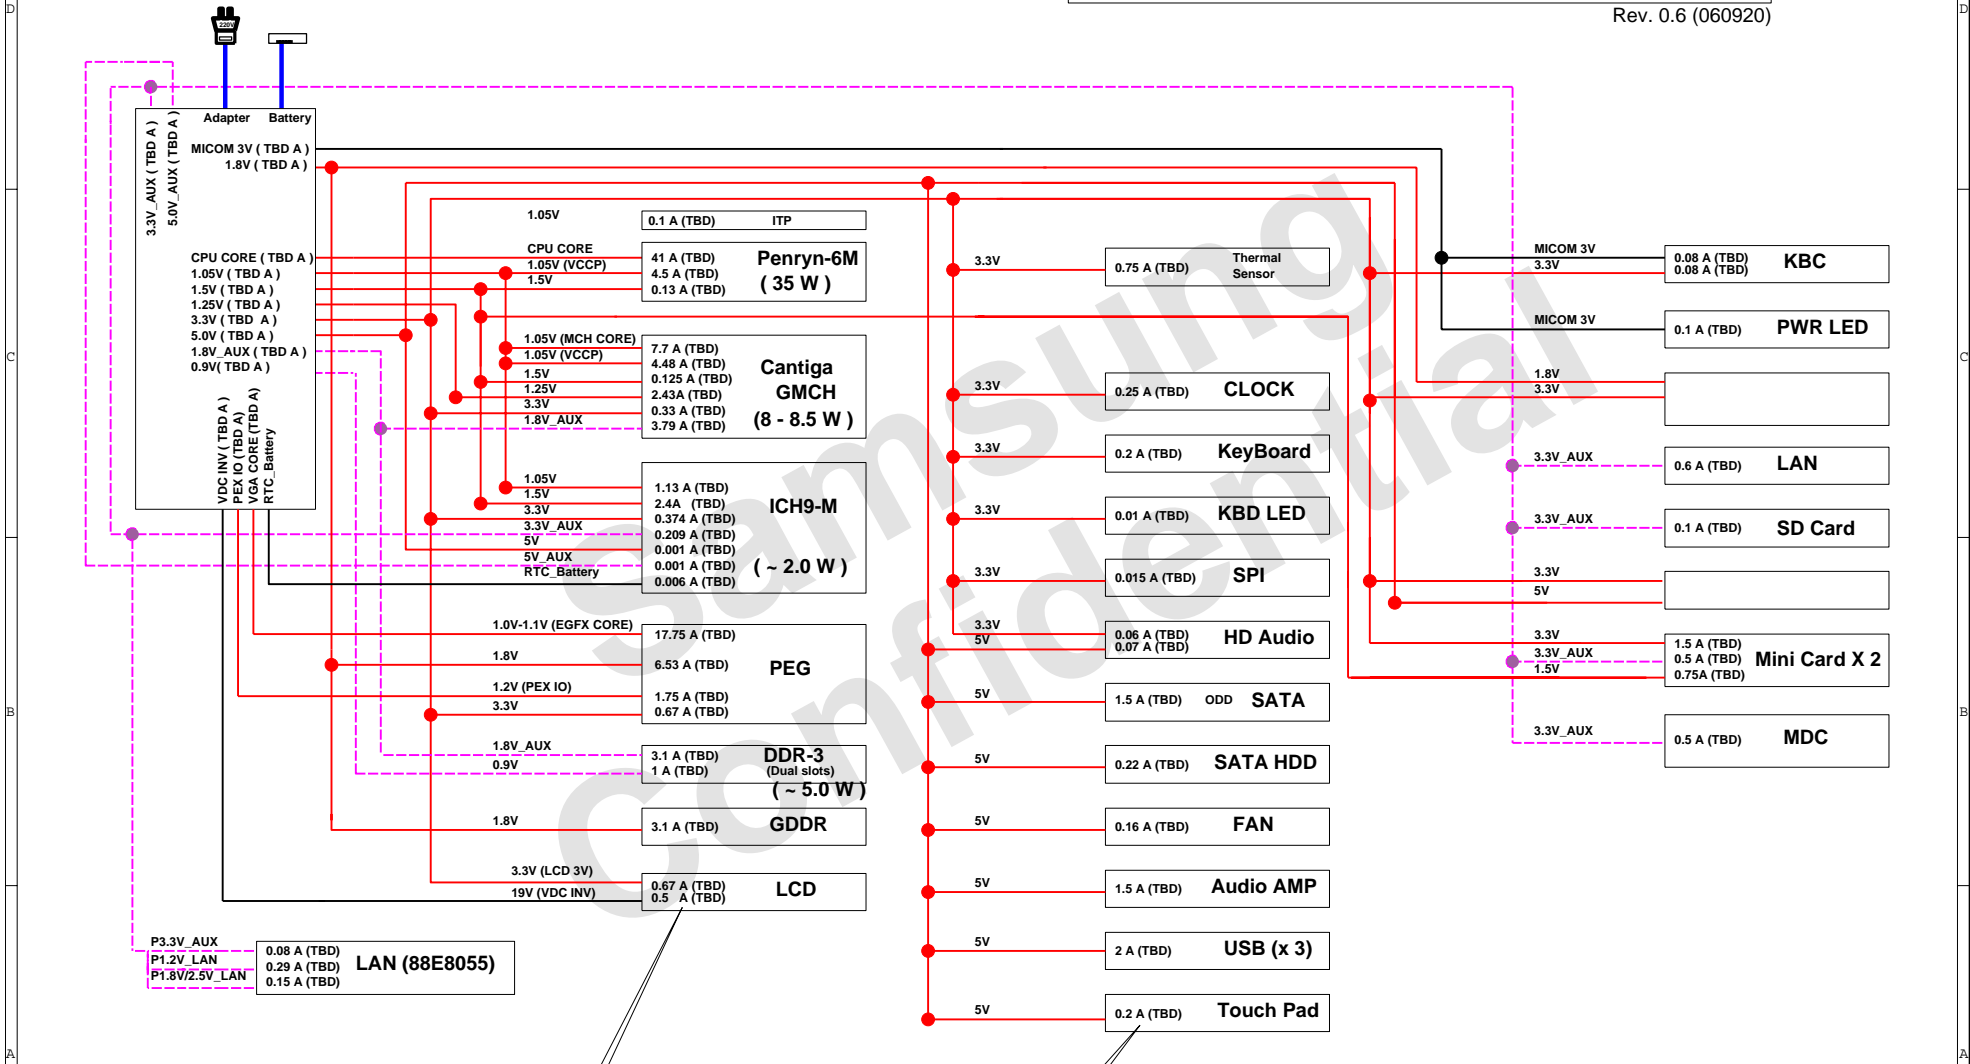 D
D
Rev. 0.6 (060920)
220V
Adapter
Battery
3.3V_AUX ( TBD A )
5.0V_AUX ( TBD A )
MICOM 3V ( TBD A )
1.8V ( TBD A )
CPU CORE ( TBD A )
1.05V ( TBD A )
1.5V ( TBD A )
1.25V ( TBD A )
3.3V ( TBD A )
5.0V ( TBD A )
1.8V_AUX ( TBD A )
0.9V( TBD A )
VDC INV ( TBD A )
PEX IO (TBD A)
VGA CORE (TBD A)
RTC_Battery
1.05V
0.1 A (TBD) ITP
CPU CORE
1.05V (VCCP)
1.5V
41 A (TBD)
4.5 A (TBD)
0.13 A (TBD)
Penryn-6M
( 35 W )
1.05V (MCH CORE)
1.05V (VCCP)
1.5V
1.25V
3.3V
1.8V_AUX
7.7 A (TBD)
4.48 A (TBD)
0.125 A (TBD)
2.43A (TBD)
0.33 A (TBD)
3.79 A (TBD)
Cantiga
GMCH
(8 - 8.5 W )
1.05V
1.5V
3.3V
3.3V_AUX
5V
5V_AUX
RTC_Battery
1.13 A (TBD)
2.4A (TBD)
0.374 A (TBD)
0.209 A (TBD)
0.001 A (TBD)
0.001 A (TBD)
0.006 A (TBD)
ICH9-M
( ~ 2.0 W )
1.0V-1.1V (EGFX CORE)
1.8V
1.2V (PEX IO)
3.3V
17.75 A (TBD)
6.53 A (TBD)
1.75 A (TBD)
0.67 A (TBD)
PEG
1.8V_AUX
0.9V
3.1 A (TBD)
1 A (TBD)
DDR-3
(Dual slots)
( ~ 5.0 W )
1.8V
3.1 A (TBD) GDDR
3.3V (LCD 3V)
19V (VDC INV)
0.67 A (TBD)
0.5 A (TBD)
LCD
P3.3V_AUX
P1.2V_LAN
P1.8V/2.5V_LAN
0.08 A (TBD)
0.29 A (TBD)
0.15 A (TBD)
LAN (88E8055)
3.3V
0.75 A (TBD)
Thermal
Sensor
3.3V
0.25 A (TBD) CLOCK
3.3V
0.2 A (TBD) KeyBoard
3.3V
0.01 A (TBD) KBD LED
3.3V
0.015 A (TBD) SPI
3.3V
5V
0.06 A (TBD)
0.07 A (TBD)
HD Audio
5V
1.5 A (TBD) ODD SATA
5V
0.22 A (TBD) SATA HDD
5V
0.16 A (TBD) FAN
5V
1.5 A (TBD) Audio AMP
5V
2 A (TBD) USB (x 3)
5V
0.2 A (TBD) Touch Pad
MICOM 3V
3.3V
0.08 A (TBD)
0.08 A (TBD)
KBC
MICOM 3V
0.1 A (TBD) PWR LED
1.8V
3.3V
3.3V_AUX
0.6 A (TBD) LAN
3.3V_AUX
0.1 A (TBD) SD Card
3.3V
5V
3.3V
3.3V_AUX
1.5V
1.5 A (TBD)
0.5 A (TBD)
0.75A (TBD)
Mini Card X 2
3.3V_AUX
0.5 A (TBD) MDC
Samsung
Confidential
C
C
B
B
A
A